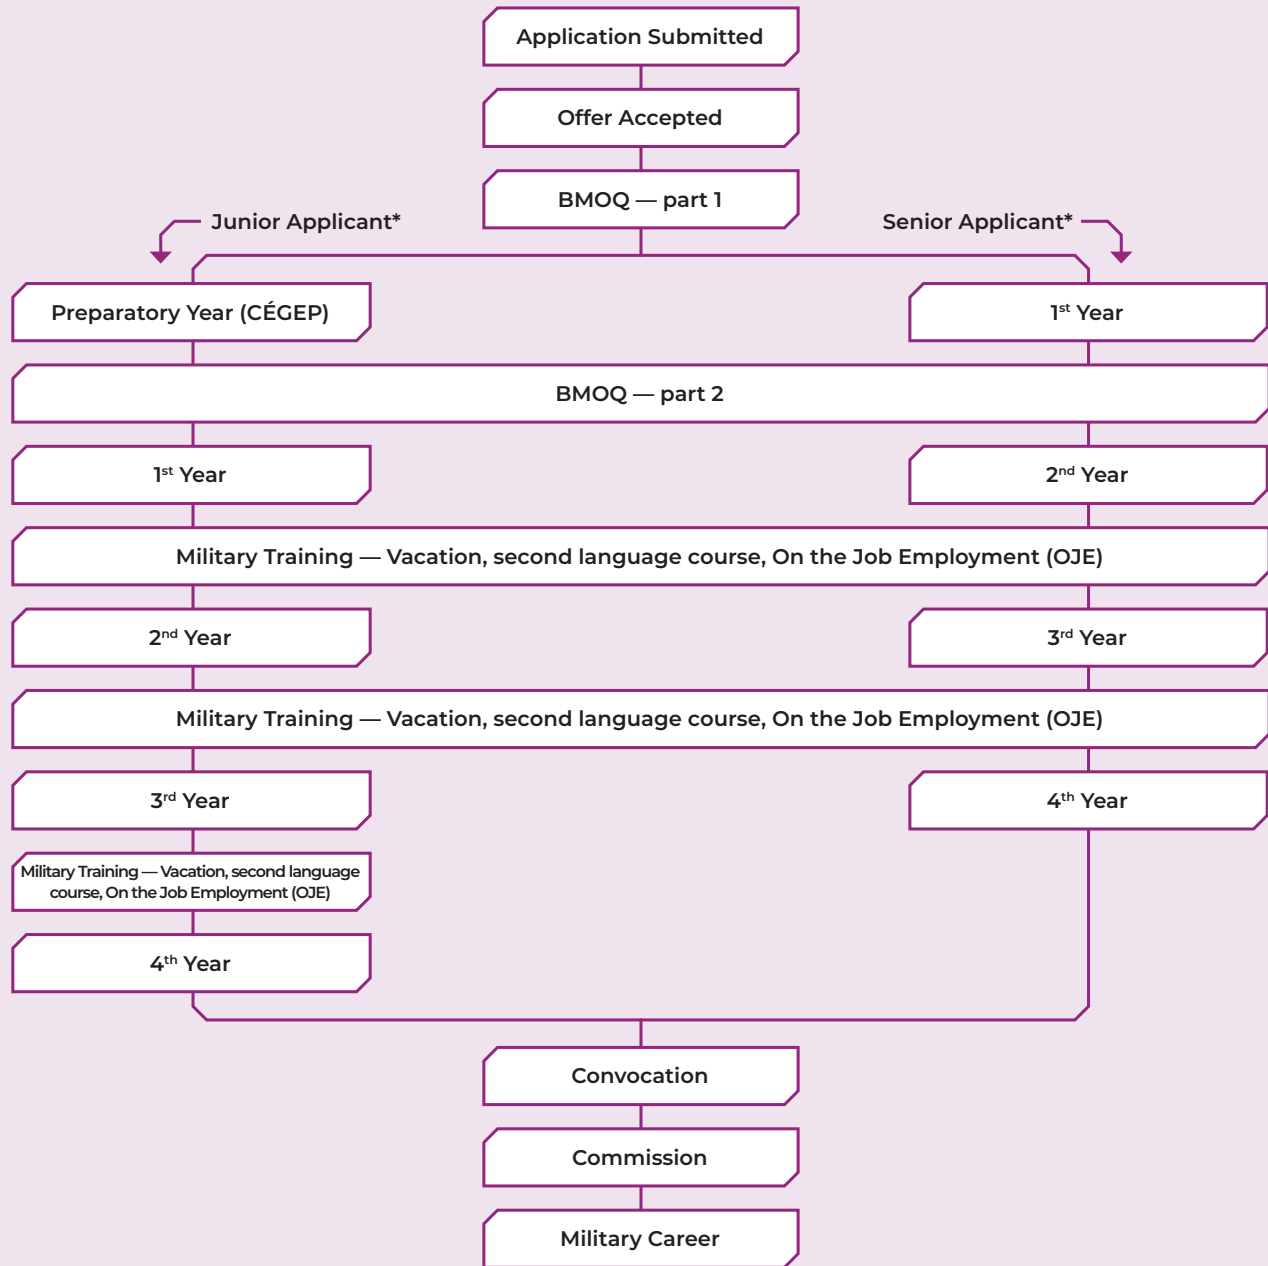 Application Submitted
Offer Accepted
BMOQ — part 1
Junior Applicant*
Senior Applicant*
Preparatory Year (CÉGEP)
1st Year
BMOQ — part 2
1st Year
2nd Year
Military Training — Vacation, second language course, On the Job Employment (OJE)
2nd Year
3rd Year
Military Training — Vacation, second language course, On the Job Employment (OJE)
3rd Year
4th Year
Military Training — Vacation, second language
course, On the Job Employment (OJE)
4th Year
Convocation
Commission
Military Career